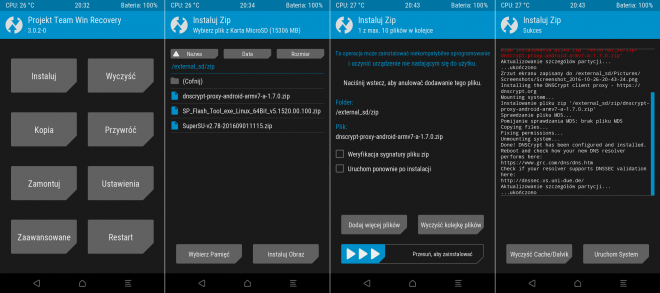 CPU: 26 °C
20:32
Bateria: 100%
Projekt Team Win Recovery
3.0.2-0
Instaluj
Wyczyść
Kopia
Przywróć
Zamontuj
Ustawienia
Zaawansowane
Restart
CPU: 26 °C
20:34
Bateria: 100%
Instaluj Zip
Wybierz plik z Karta MicroSD (15306 MB)
Nazwa
Data
Rozmiar
/external_sd/zip
(Cofnij)
dnscrypt-proxy-android-armv7-a-1.7.0.zip
SP_Flash_Tool_exe_Linux_64Bit_v5.1520.00.100.zip
SuperSU-v2.78-201609011115.zip
Wybierz Pamięć
Instaluj Obraz
CPU: 27 °C
20:43
Bateria: 100%
Instaluj Zip
1 z max. 10 plików w kolejce
Ta operacja może zainstalować niekompatybilne oprogramowanie
i uczynić urządzenie nie nadającym się do użytku.
Naciśnij wstecz, aby anulować dodawanie tego pliku.
Folder:
/external_sd/zip
Plik:
dnscrypt-proxy-android-armv7-a-1.7.0.zip
Weryfikacja sygnatury pliku zip
Uruchom ponownie po instalacji
Dodaj więcej plików
Wyczyść kolejkę plików
Przesuń, aby zainstalować
CPU: 27 °C
20:43
Bateria: 100%
Instaluj Zip
Sukces
Aktualizowanie szczegółów partycji...
...ukończono
Zrzut ekranu zapisany do /external_sd/Pictures/
Screenshots/Screenshot_2016-10-26-20-43-24.png
Installing the DNSCrypt client proxy - https://
dnscrypt.org
Mounting system...
Instalowanie pliku zip '/external_sd/zip/dnscrypt-
proxy-android-armv7-a-1.7.0.zip'
Sprawdzanie pliku MD5...
Pomijanie sprawdzania MD5: brak pliku MD5
Copying files...
Fixing permissions...
Unmounting system...
Done! DNSCrypt has been configured and installed.
Reboot and check how your new DNS resolver
performs here:
https://www.grc.com/dns/dns.htm
Check if your resolver supports DNSSEC validation
here:
http://dnssec.vs.uni-due.de/
Aktualizowanie szczegółów partycji...
...ukończono
Wyczyść Cache/Dalvik
Uruchom System